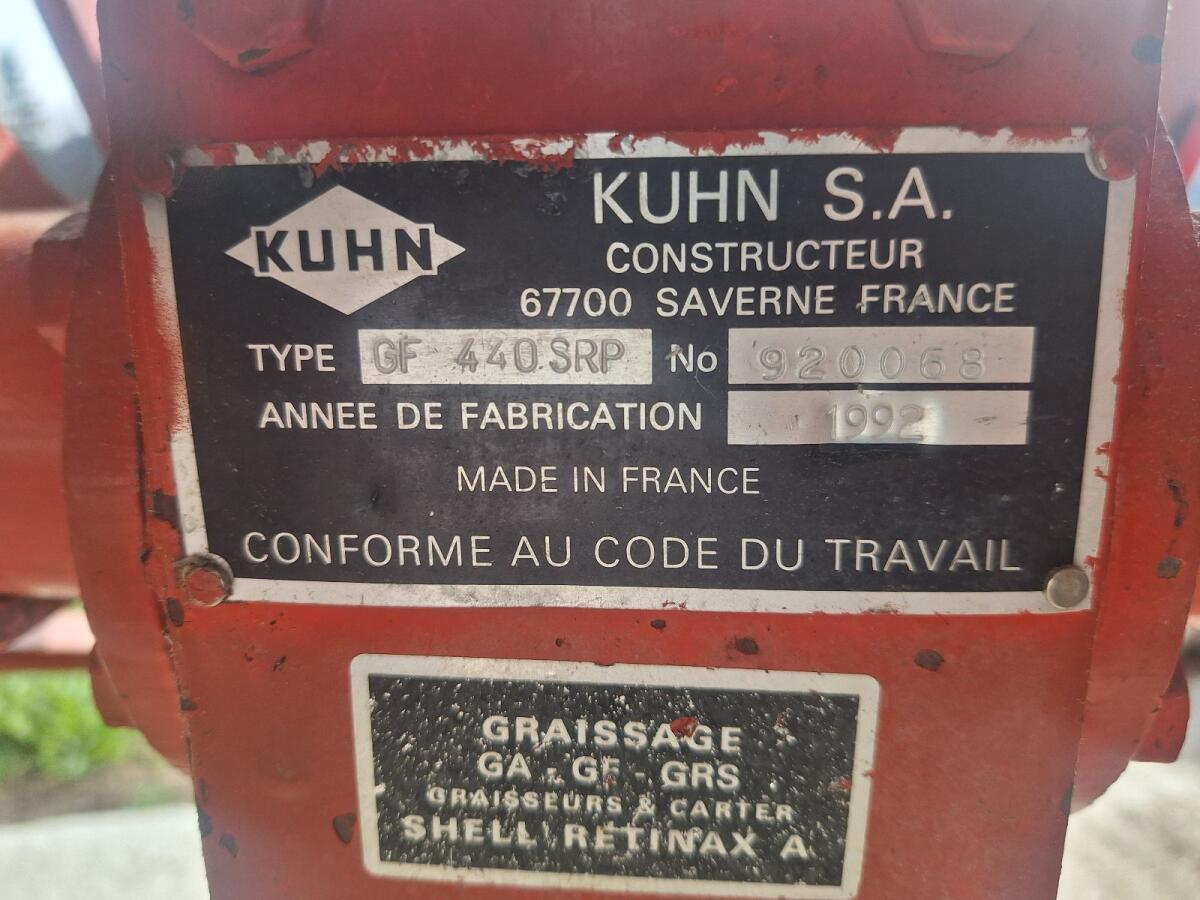 KUHN
KUHN S.A.
CONSTRUCTEUR
67700 SAVERNE FRANCE
TYPE GF 440 SRP No 920068
ANNEE DE FABRICATION 1992
MADE IN FRANCE
CONFORME AU CODE DU TRAVAIL
GRAISSAGE
GA - GF - GRS
GRAISSEURS & CARTER
SHELL RETINAX A